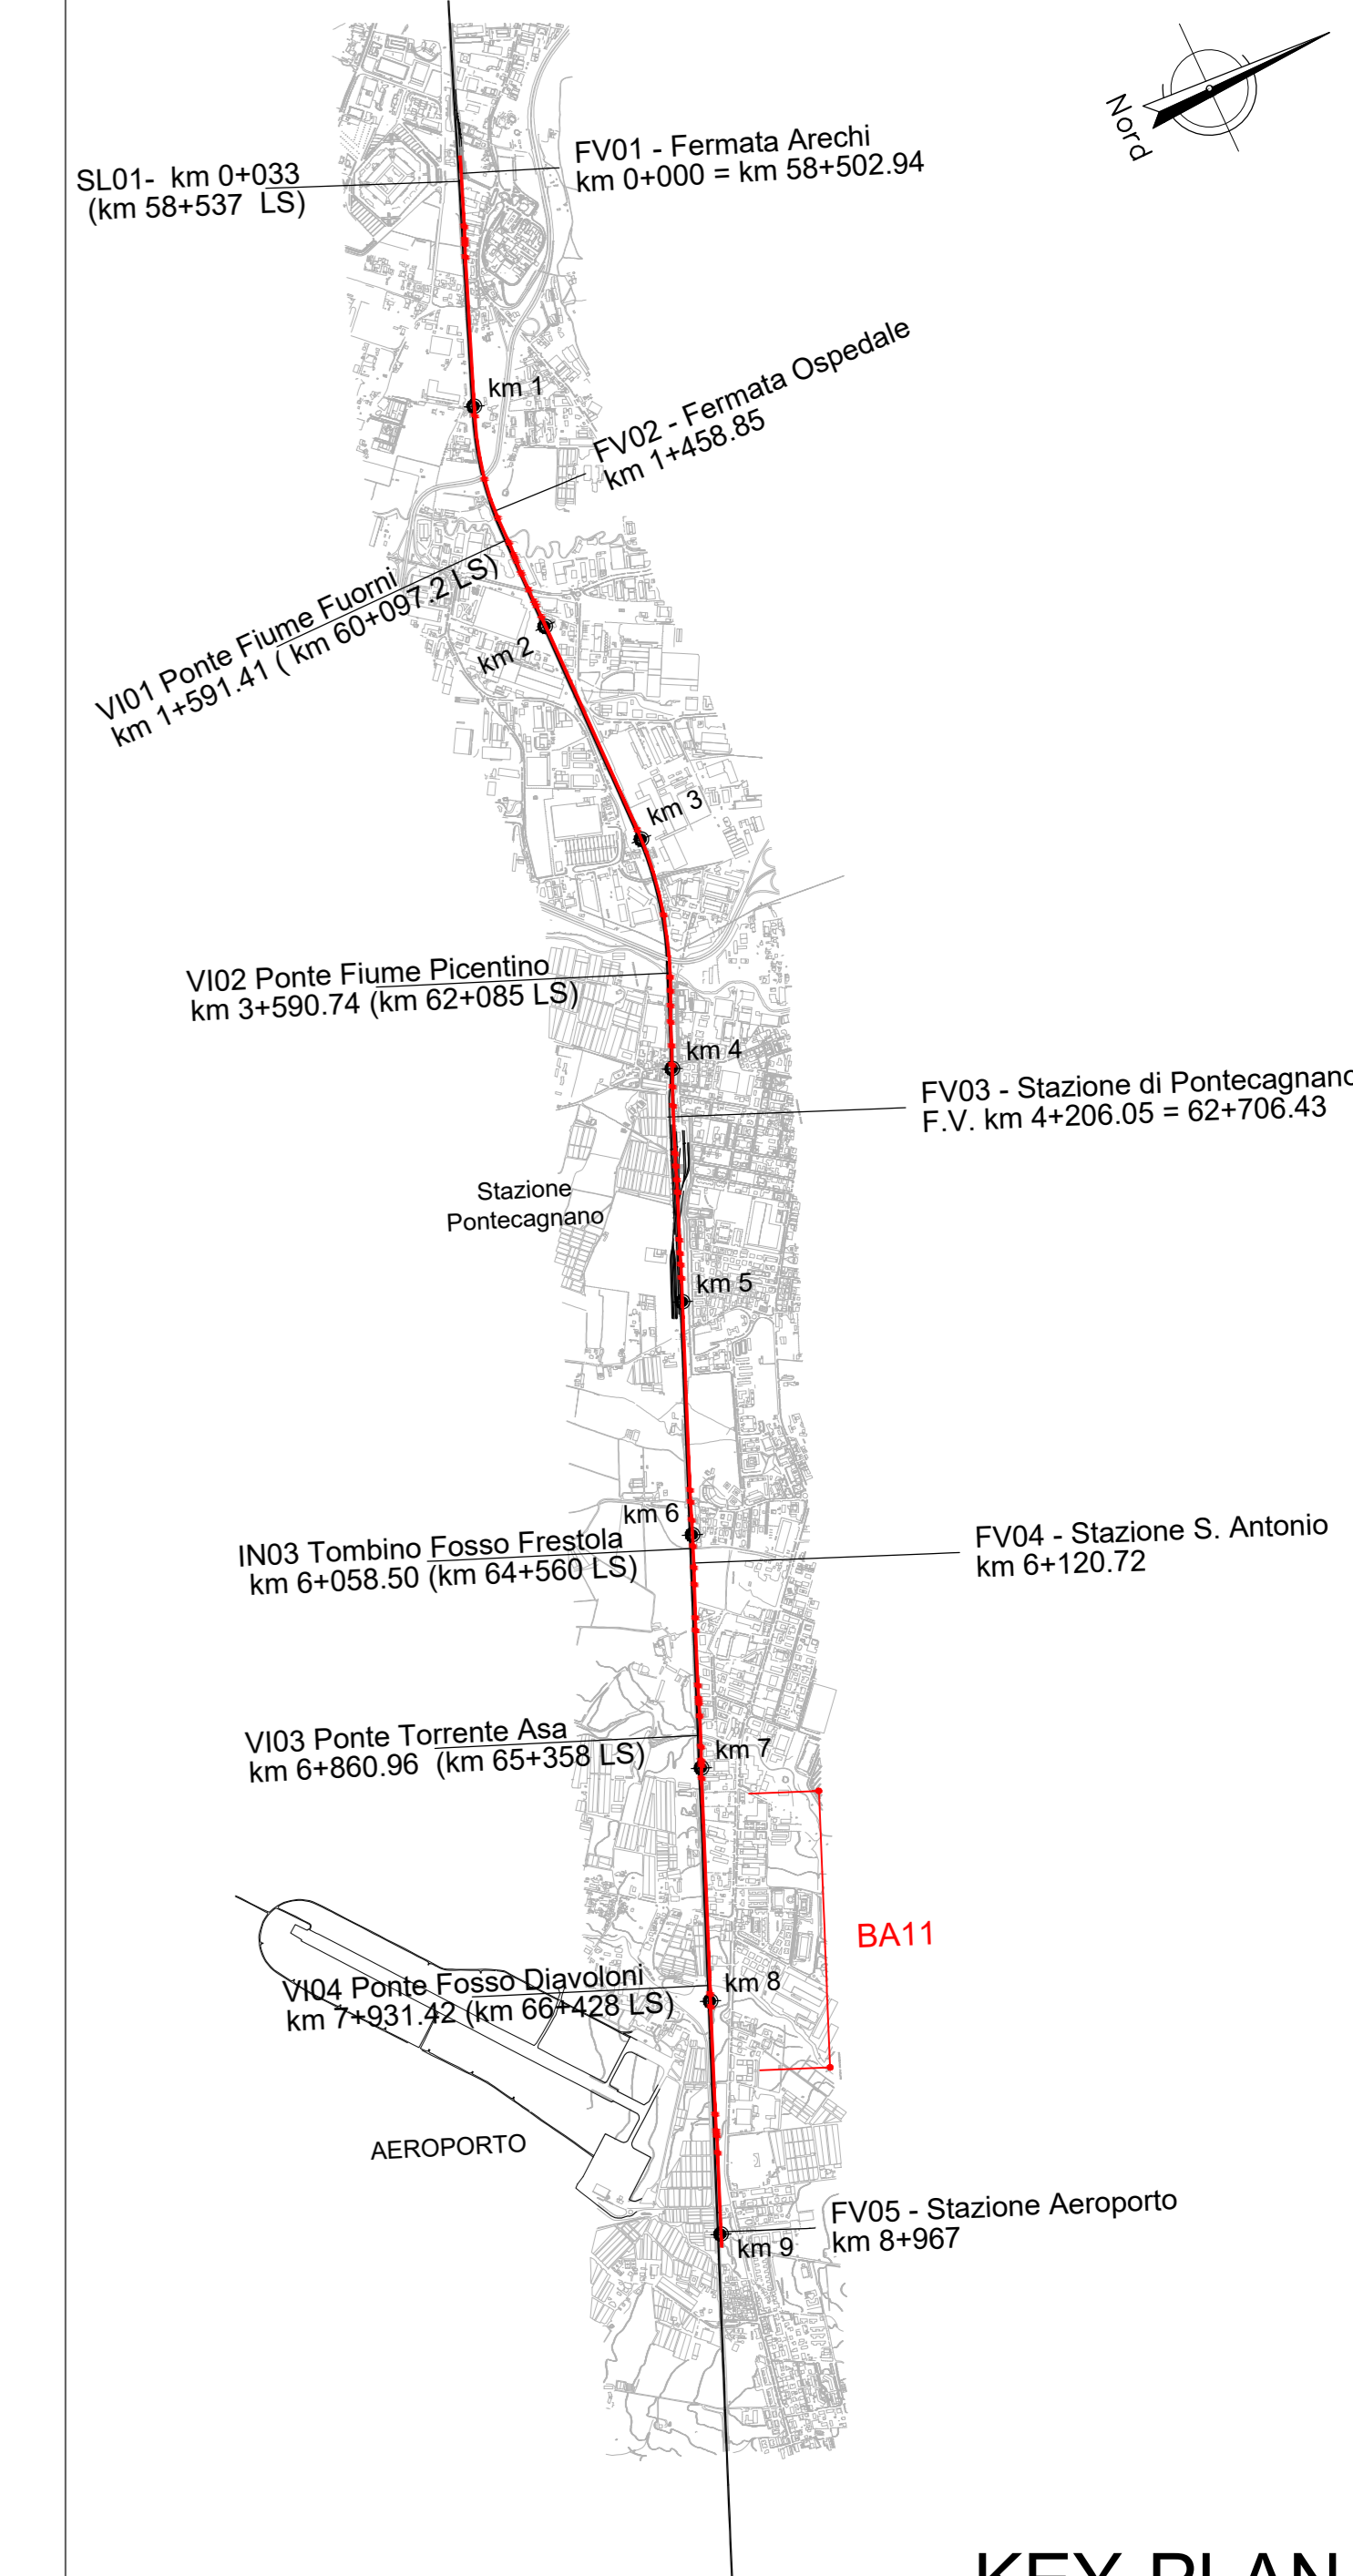 Nord
FV01 - Fermata Arechi
km 0+000 = km 58+502.94
SL01- km 0+033
(km 58+537 LS)
km 1
FV02 - Fermata Ospedale
km 1+458.85
VI01 Ponte Fiume Fuorni
km 1+591.41 ( km 60+097.2 LS)
km 2
km 3
VI02 Ponte Fiume Picentino
km 3+590.74 (km 62+085 LS)
km 4
FV03 - Stazione di Pontecagnano
F.V. km 4+206.05 = 62+706.43
Stazione
Pontecagnano
km 5
km 6
IN03 Tombino Fosso Frestola
km 6+058.50 (km 64+560 LS)
FV04 - Stazione S. Antonio
km 6+120.72
VI03 Ponte Torrente Asa
km 6+860.96 (km 65+358 LS)
km 7
BA11
VI04 Ponte Fosso Diavoloni
km 7+931.42 (km 66+428 LS)
km 8
AEROPORTO
FV05 - Stazione Aeroporto
km 8+967
km 9
KEY PLAN